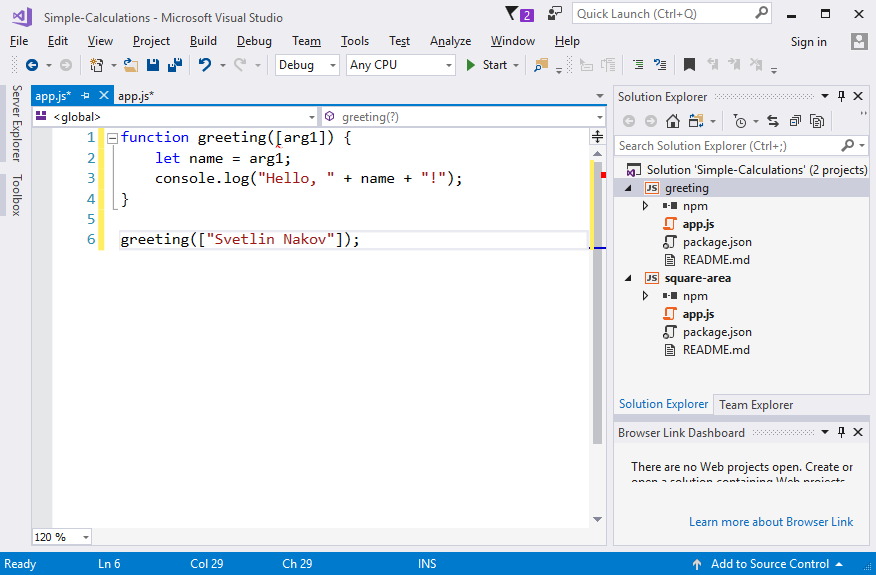 Simple-Calculations - Microsoft Visual Studio
2
Quick Launch (Ctrl+Q)
File Edit View Project Build Debug Team Tools Test Analyze Window Help
Sign in
Debug Any CPU Start
Server Explorer
Toolbox
app.js* app.js*
<global> greeting(?)
1 function greeting([arg1]) {
2 let name = arg1;
3 console.log("Hello, " + name + "!");
4 }
5
6 greeting(["Svetlin Nakov"]);
120 %
Solution Explorer
Search Solution Explorer (Ctrl+;)
Solution 'Simple-Calculations' (2 projects)
JS greeting
npm
app.js
package.json
README.md
JS square-area
npm
app.js
package.json
README.md
Solution Explorer Team Explorer
Browser Link Dashboard
There are no Web projects open. Create or
open a solution containing Web projects
Learn more about Browser Link
Ready Ln 6 Col 29 Ch 29 INS Add to Source Control